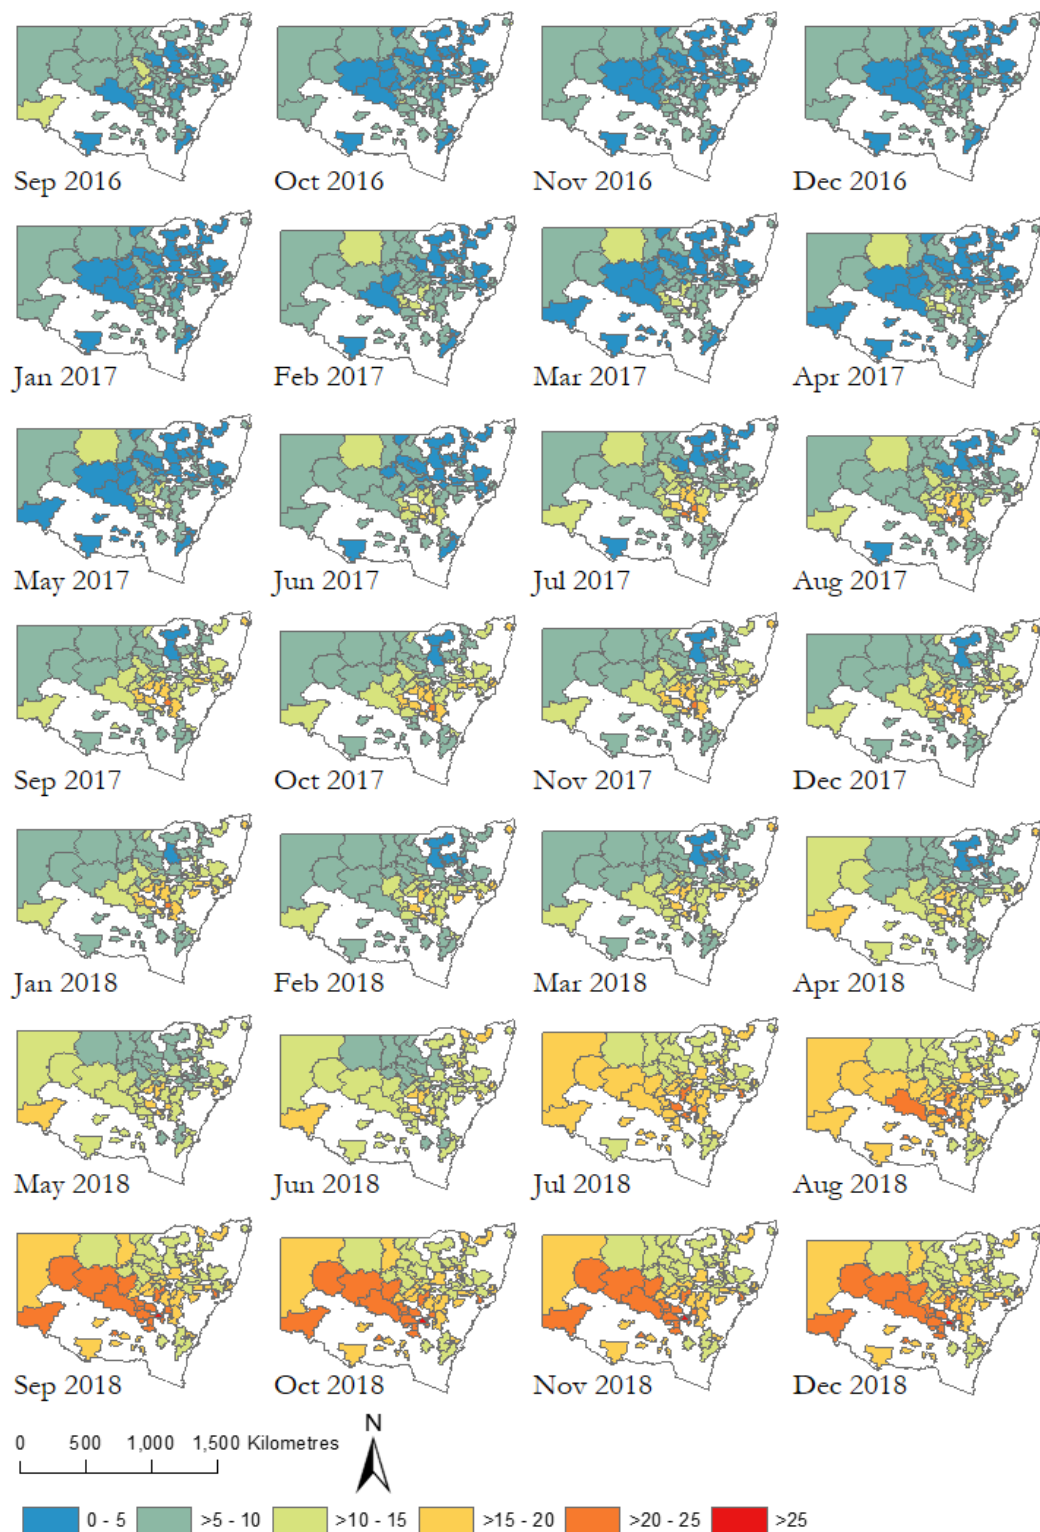 Sep 2016 Oct 2016 Nov 2016 Dec 2016
Jan 2017 Feb 2017 Mar 2017 Apr 2017
May 2017 Jun 2017 Jul 2017 Aug 2017
Sep 2017 Oct 2017 Nov 2017 Dec 2017
Jan 2018 Feb 2018 Mar 2018 Apr 2018
May 2018 Jun 2018 Jul 2018 Aug 2018
Sep 2018 Oct 2018 Nov 2018 Dec 2018
N
0 500 1,000 1,500 Kilometres
0 - 5 >5 - 10 >10 - 15 >15 - 20 >20 - 25 >25